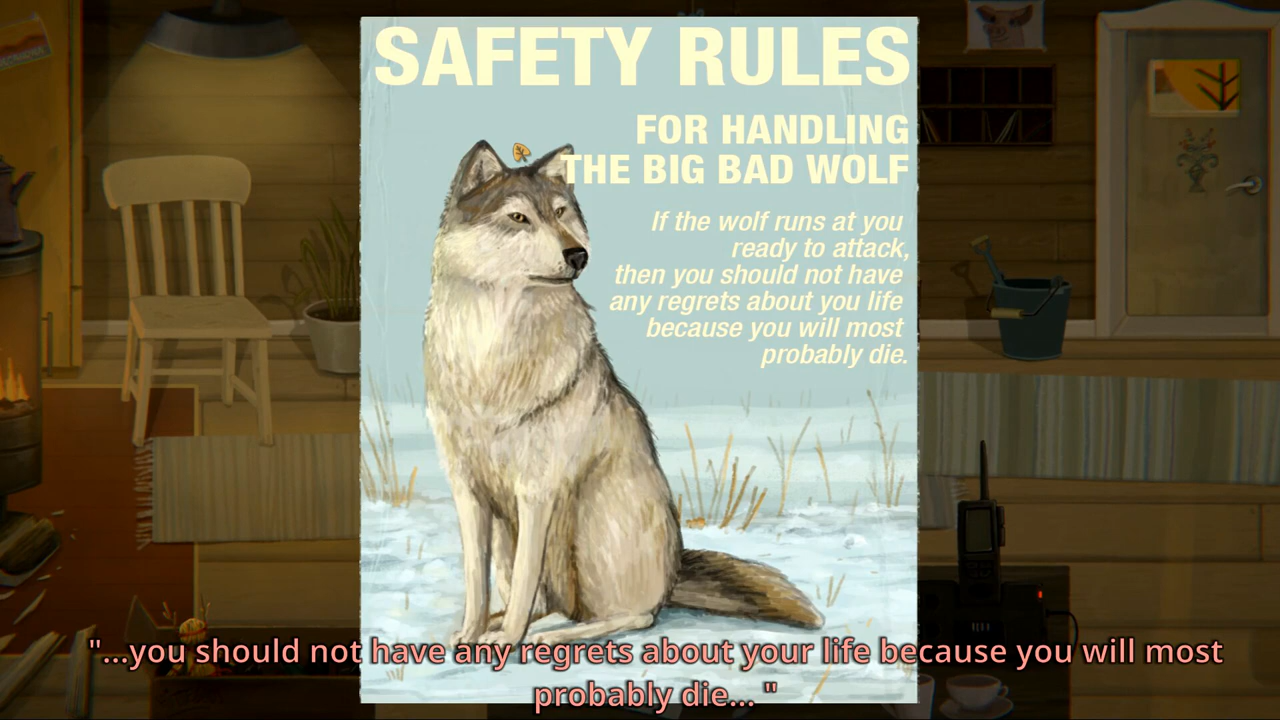 SAFETY RULES
FOR HANDLING
THE BIG BAD WOLF
If the wolf runs at you
ready to attack,
then you should not have
any regrets about you life
because you will most
probably die.
"...you should not have any regrets about your life because you will most
probably die... "